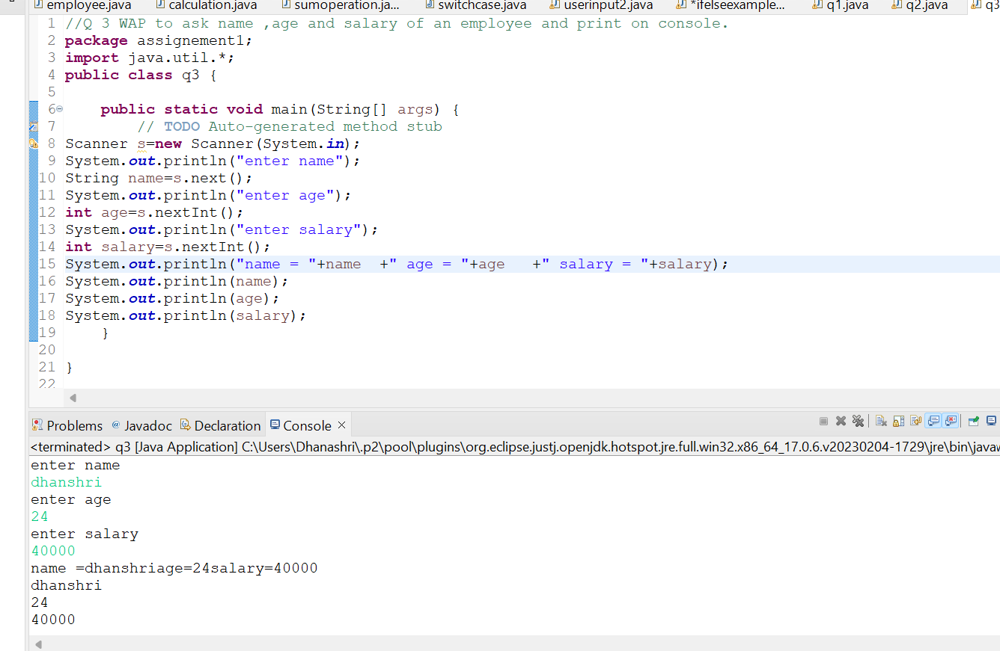 employee.java calculation.java sumoperation.ja... switchcase.java userinput2.java *ifelseexample... q1.java q2.java q3
1 //Q 3 WAP to ask name ,age and salary of an employee and print on console.
2 package assignement1;
3 import java.util.*;
4 public class q3 {
5
6 public static void main(String[] args) {
7 // TODO Auto-generated method stub
8 Scanner s=new Scanner(System.in);
9 System.out.println("enter name");
10 String name=s.next();
11 System.out.println("enter age");
12 int age=s.nextInt();
13 System.out.println("enter salary");
14 int salary=s.nextInt();
15 System.out.println("name = "+name  +" age = "+age   +" salary = "+salary);
16 System.out.println(name);
17 System.out.println(age);
18 System.out.println(salary);
19 }
20
21 }
22
Problems @ Javadoc Declaration Console ×
<terminated> q3 [Java Application] C:\Users\Dhanashri\.p2\pool\plugins\org.eclipse.justj.openjdk.hotspot.jre.full.win32.x86_64_17.0.6.v20230204-1729\jre\bin\javaw
enter name
dhanshri
enter age
24
enter salary
40000
name =dhanshriage=24salary=40000
dhanshri
24
40000